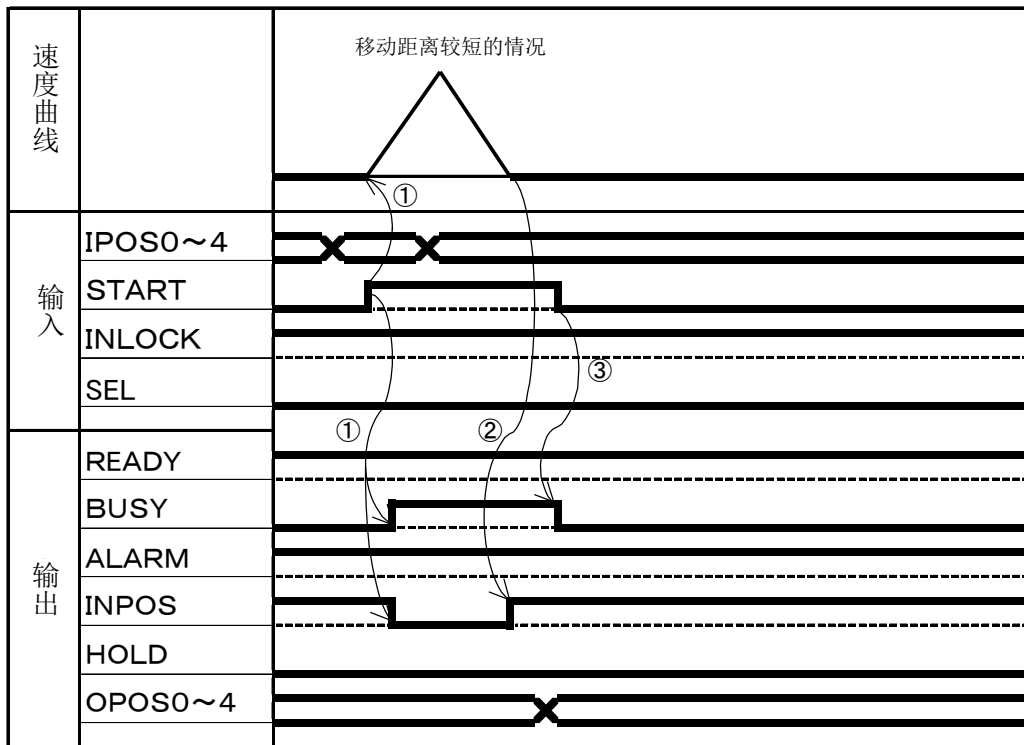 速度曲线
移动距离较短的情况
①
输入
IPOS0～4
START
INLOCK
③
SEL
①
②
输出
READY
BUSY
ALARM
INPOS
HOLD
OPOS0～4